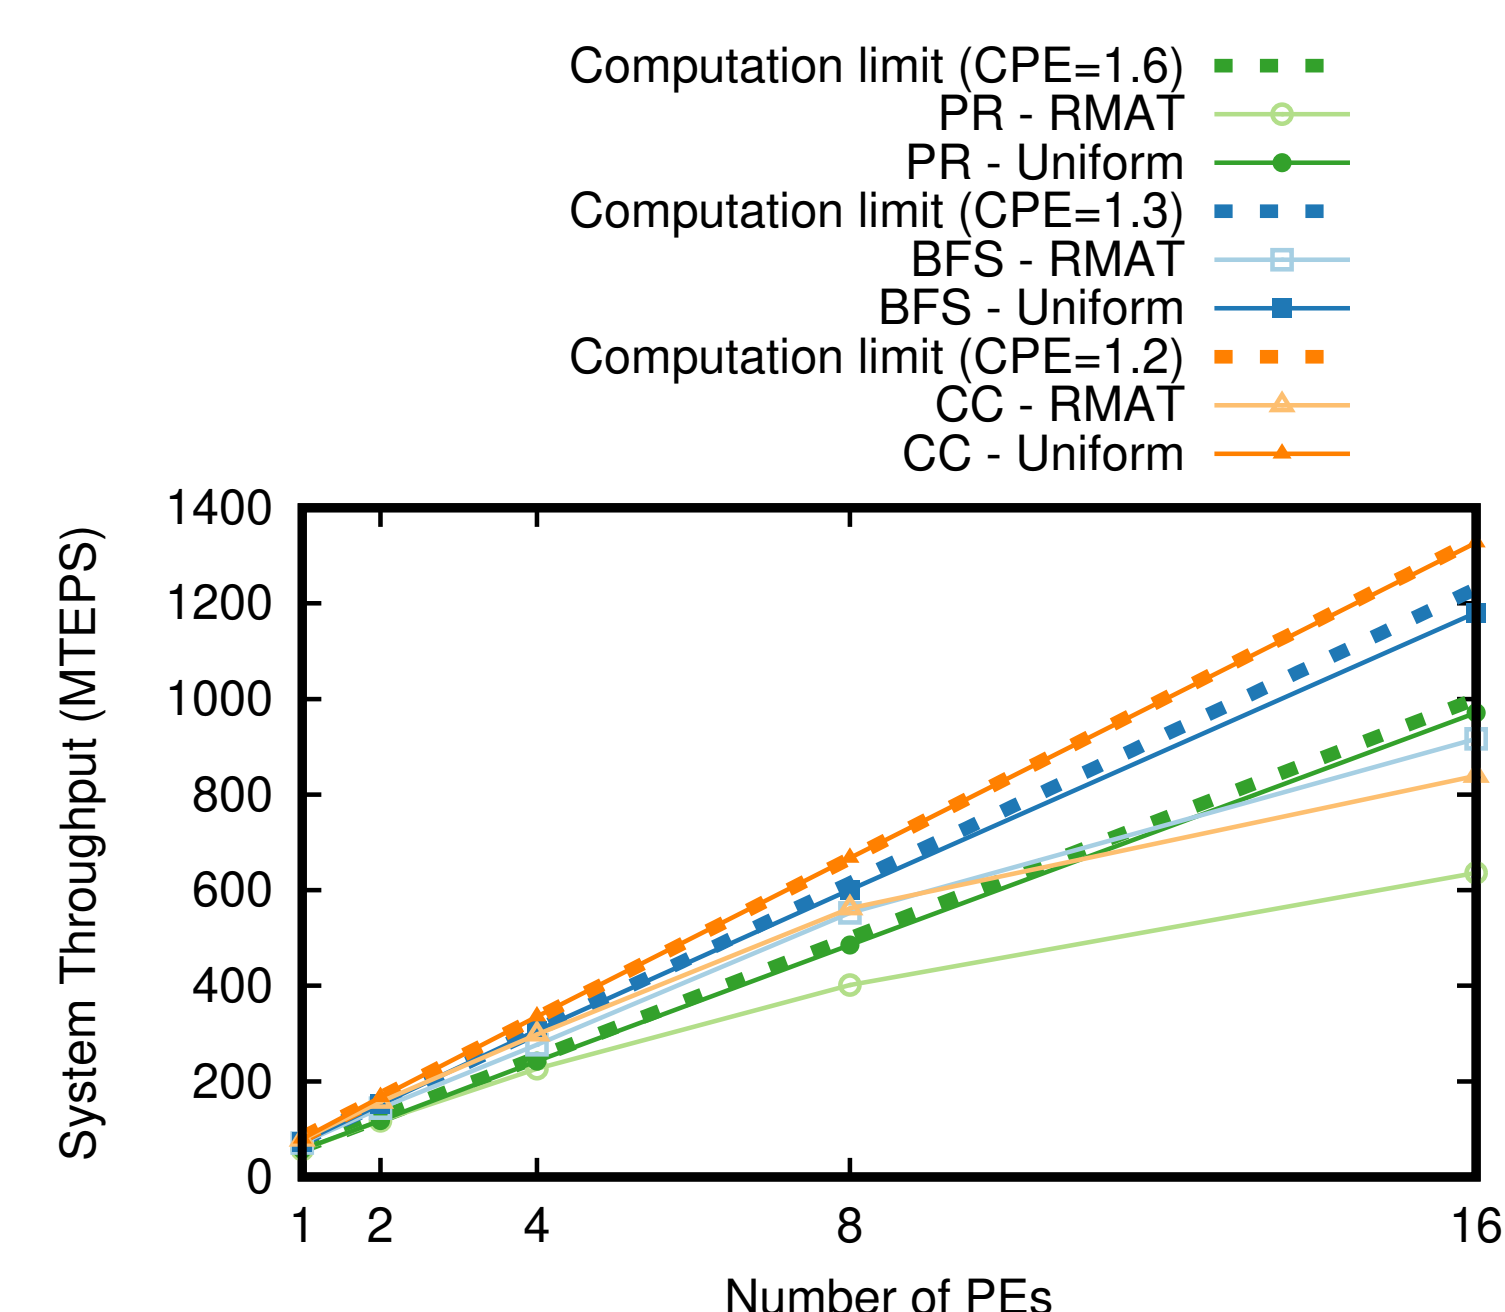 Computation limit (CPE=1.6)
PR - RMAT
PR - Uniform
Computation limit (CPE=1.3)
BFS - RMAT
BFS - Uniform
Computation limit (CPE=1.2)
CC - RMAT
CC - Uniform
System Throughput (MTEPS)
1400
1200
1000
800
600
400
200
0
1 2 4 8 16
Number of PEs